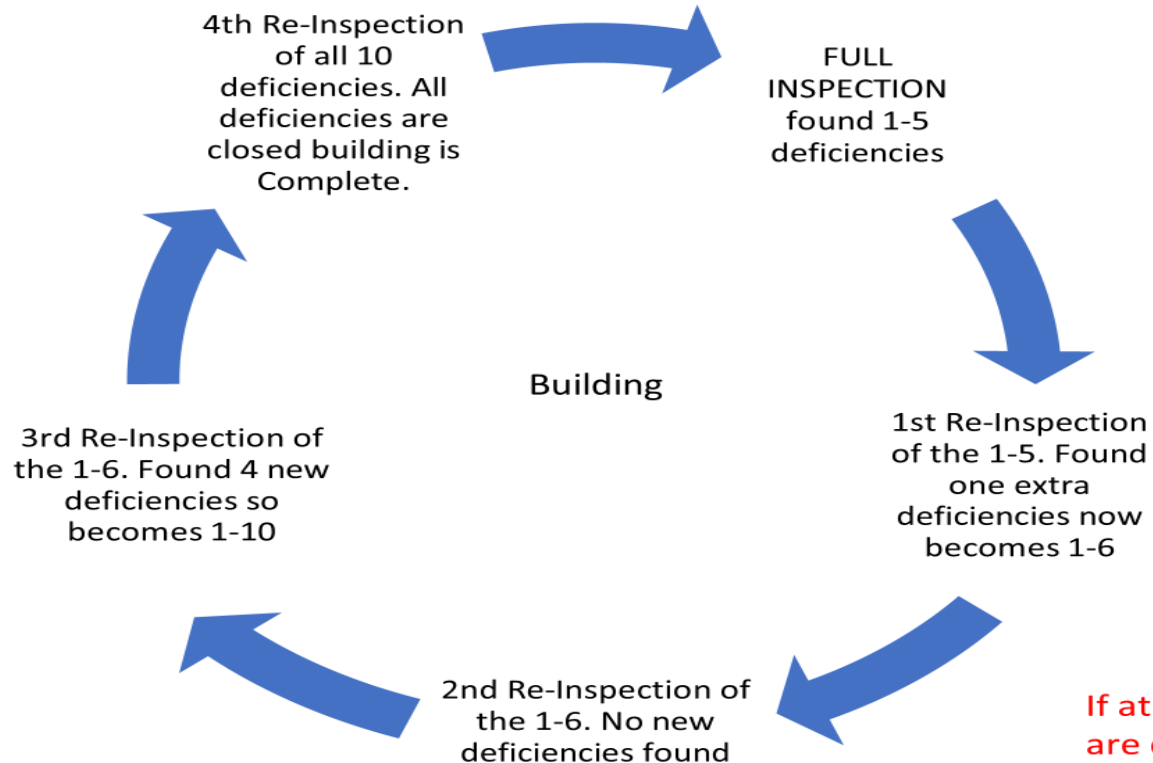 4th Re-Inspection
of all 10
deficiencies. All
deficiencies are
closed building is
Complete.
FULL
INSPECTION
found 1-5
deficiencies
Building
1st Re-Inspection
of the 1-5. Found
one extra
deficiencies now
becomes 1-6
3rd Re-Inspection of
the 1-6. Found 4 new
deficiencies so
becomes 1-10
2nd Re-Inspection of
the 1-6. No new
deficiencies found
If at
are